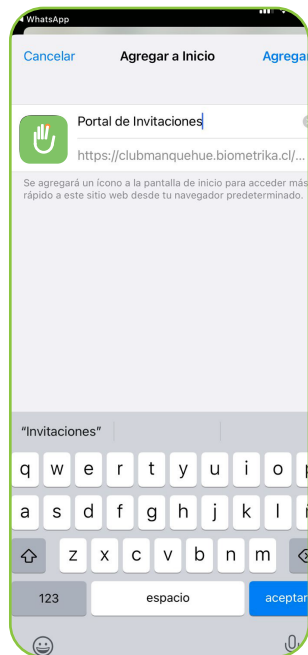 WhatsApp
Cancelar Agregar a Inicio Agregar
Portal de Invitaciones
https://clubmanquehue.biometrika.cl/...
Se agregará un ícono a la pantalla de inicio para acceder más
rápido a este sitio web desde tu navegador predeterminado.
“Invitaciones”
q w e r t y u i o p
a s d f g h j k l ñ
z x c v b n m
123 espacio aceptar